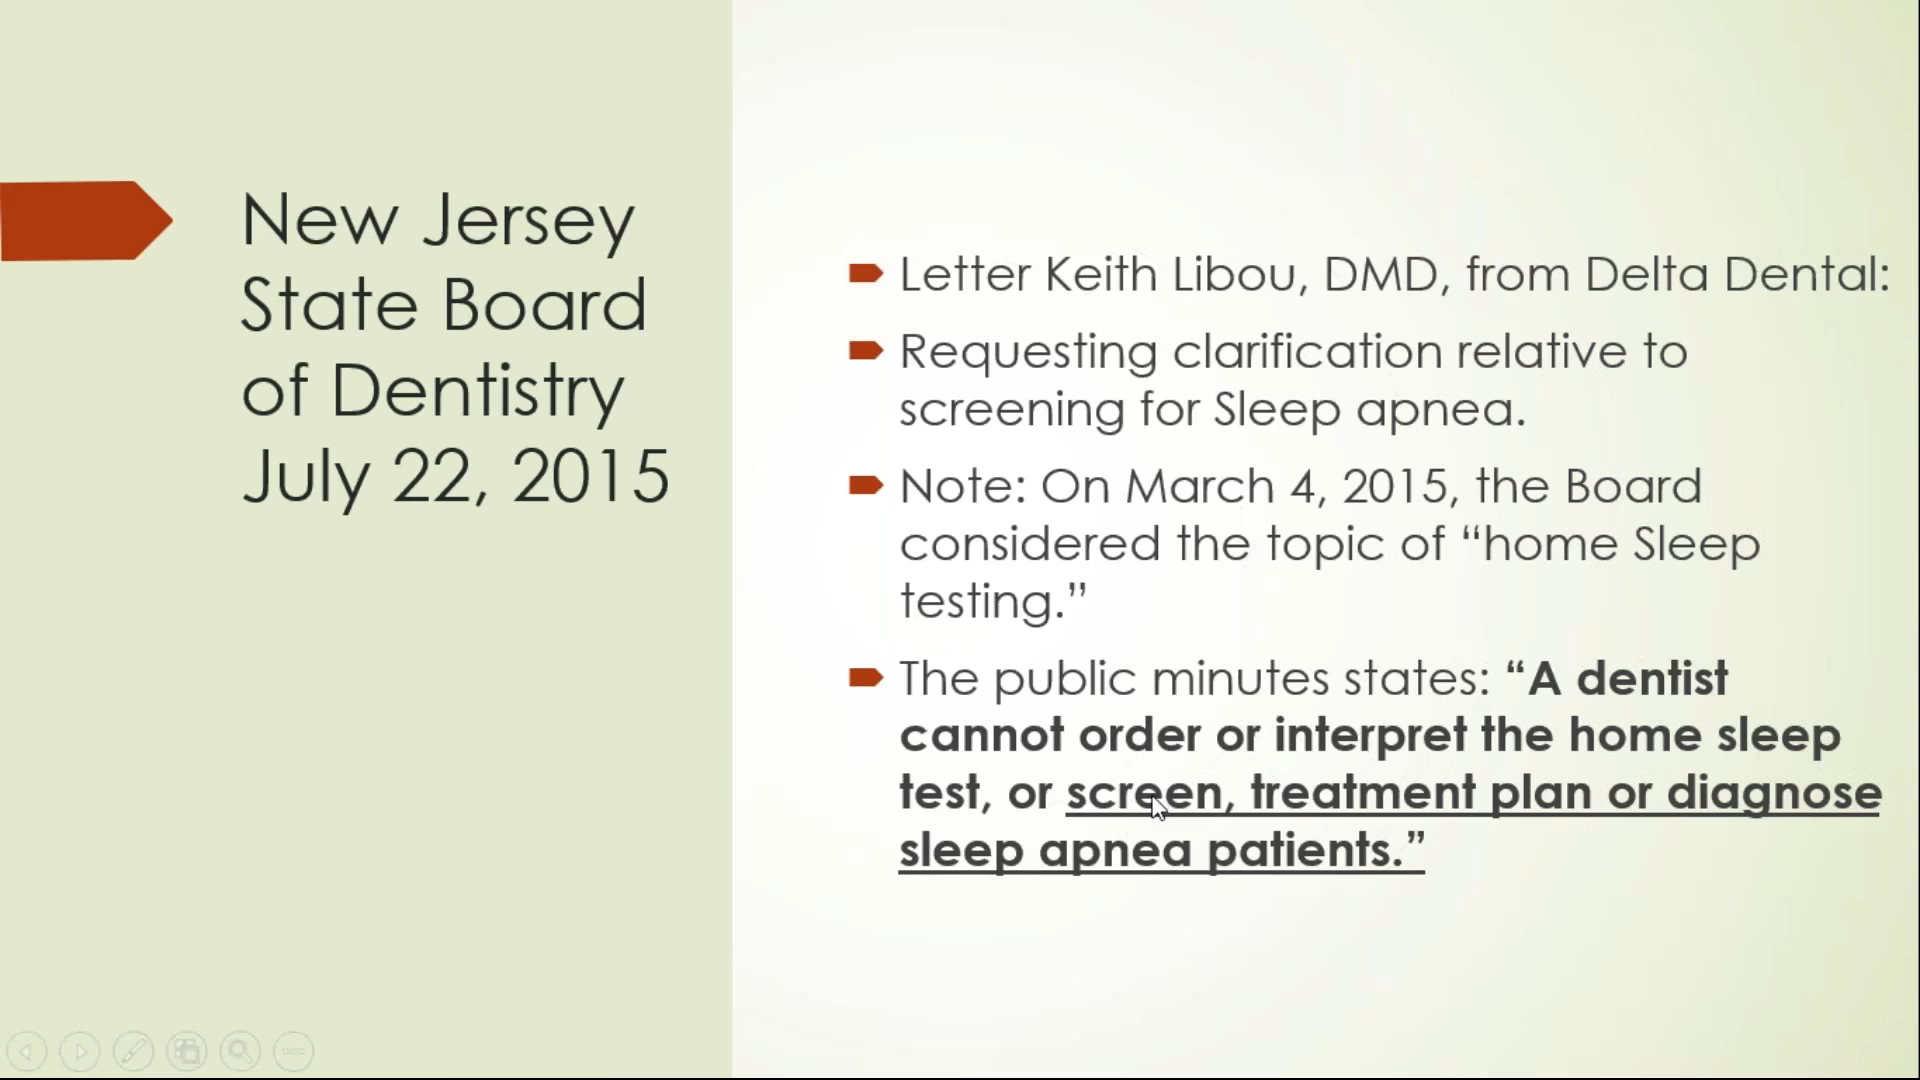 New Jersey
State Board
of Dentistry
July 22, 2015
Letter Keith Libou, DMD, from Delta Dental:
Requesting clarification relative to
screening for Sleep apnea.
Note: On March 4, 2015, the Board
considered the topic of “home Sleep
testing.”
The public minutes states: “A dentist
cannot order or interpret the home sleep
test, or screen, treatment plan or diagnose
sleep apnea patients.”